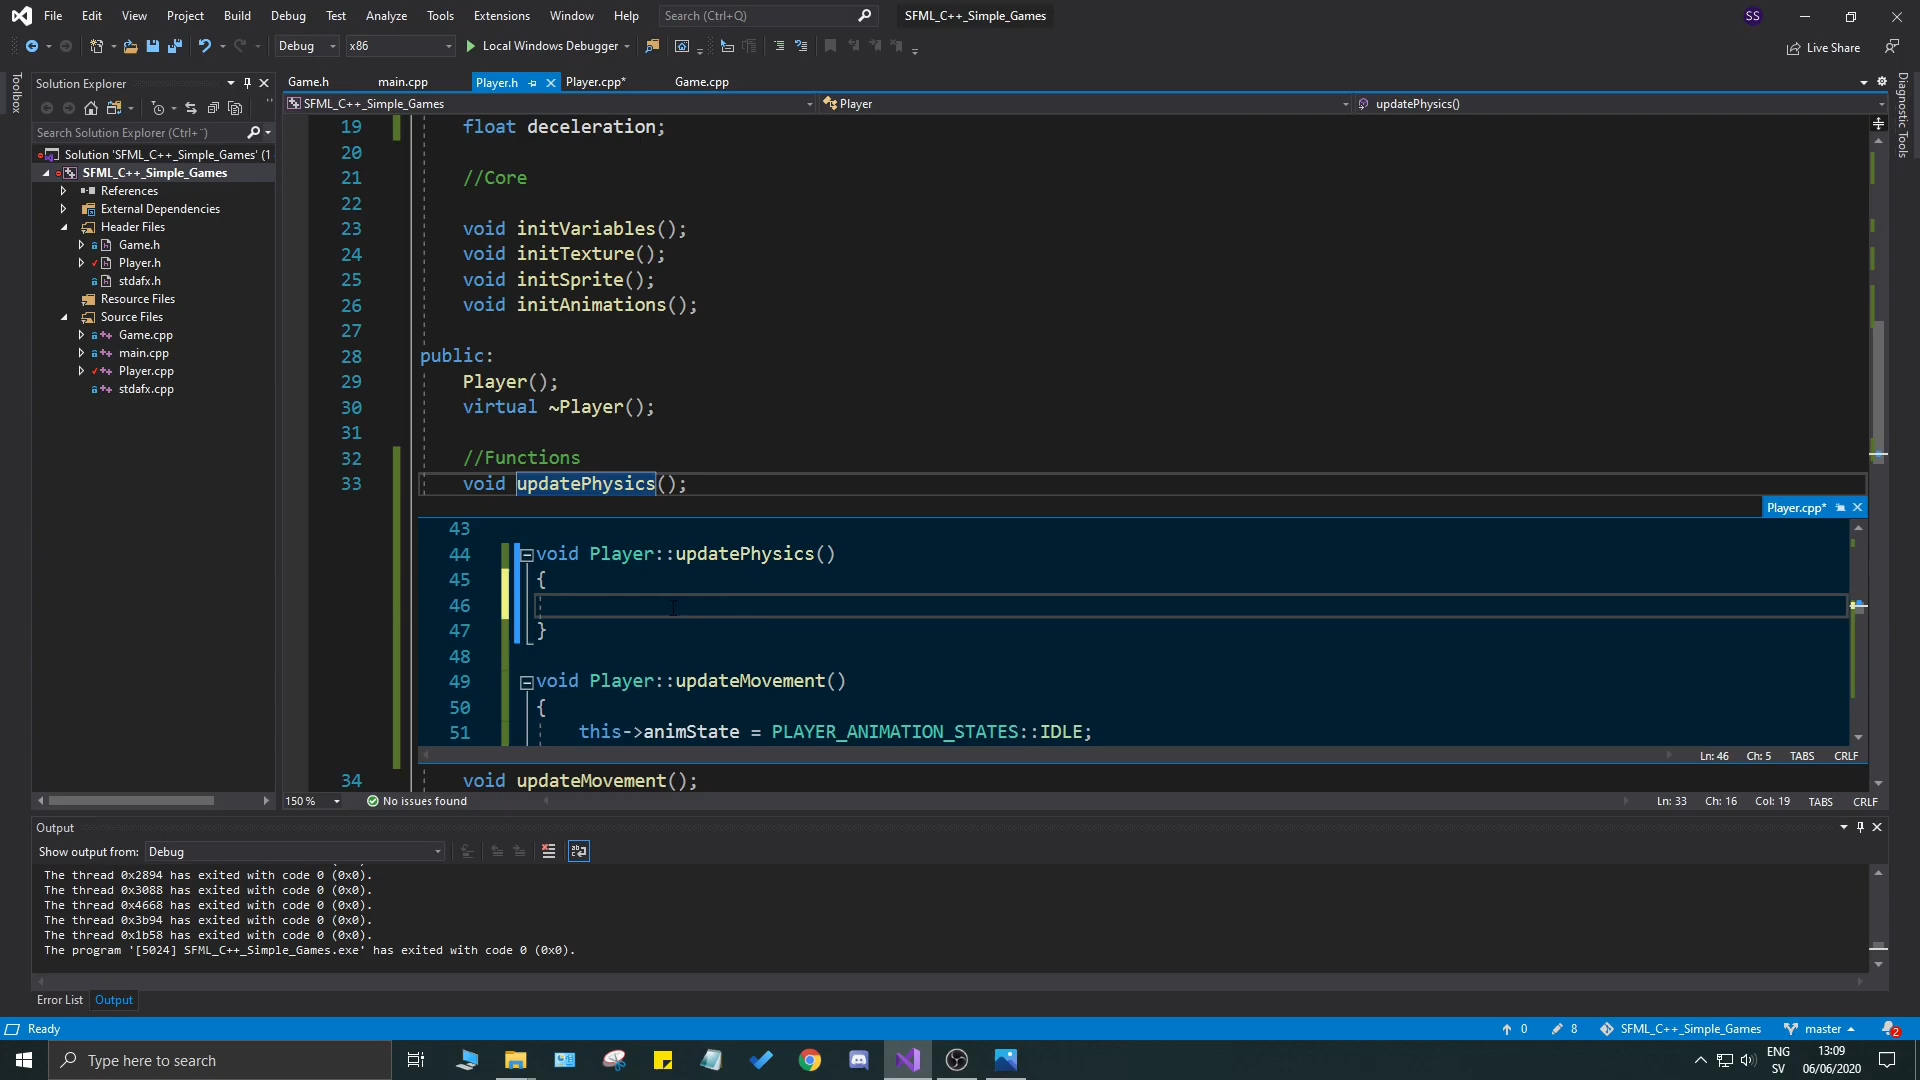 File Edit View Project Build Debug Test Analyze Tools Extensions Window Help Search (Ctrl+Q) SFML_C++_Simple_Games SS
Debug x86 Local Windows Debugger Live Share
Toolbox
Solution Explorer
Search Solution Explorer (Ctrl+¨)
Solution 'SFML_C++_Simple_Games' (1
SFML_C++_Simple_Games
References
External Dependencies
Header Files
Game.h
Player.h
stdafx.h
Resource Files
Source Files
Game.cpp
main.cpp
Player.cpp
stdafx.cpp
Game.h main.cpp Player.h Player.cpp* Game.cpp
SFML_C++_Simple_Games Player updatePhysics()
19 float deceleration;
20
21 //Core
22
23 void initVariables();
24 void initTexture();
25 void initSprite();
26 void initAnimations();
27
28 public:
29 Player();
30 virtual ~Player();
31
32 //Functions
33 void updatePhysics();
Player.cpp*
43
44 void Player::updatePhysics()
45 {
46
47 }
48
49 void Player::updateMovement()
50 {
51 this->animState = PLAYER_ANIMATION_STATES::IDLE;
Ln: 46 Ch: 5 TABS CRLF
34 void updateMovement();
150 % No issues found Ln: 33 Ch: 16 Col: 19 TABS CRLF
Diagnostic Tools
Output
Show output from: Debug
The thread 0x2894 has exited with code 0 (0x0).
The thread 0x3088 has exited with code 0 (0x0).
The thread 0x4668 has exited with code 0 (0x0).
The thread 0x3b94 has exited with code 0 (0x0).
The thread 0x1b58 has exited with code 0 (0x0).
The program '[5024] SFML_C++_Simple_Games.exe' has exited with code 0 (0x0).
Error List Output
Ready 0 8 SFML_C++_Simple_Games master 2
Type here to search ENG SV 13:09 06/06/2020